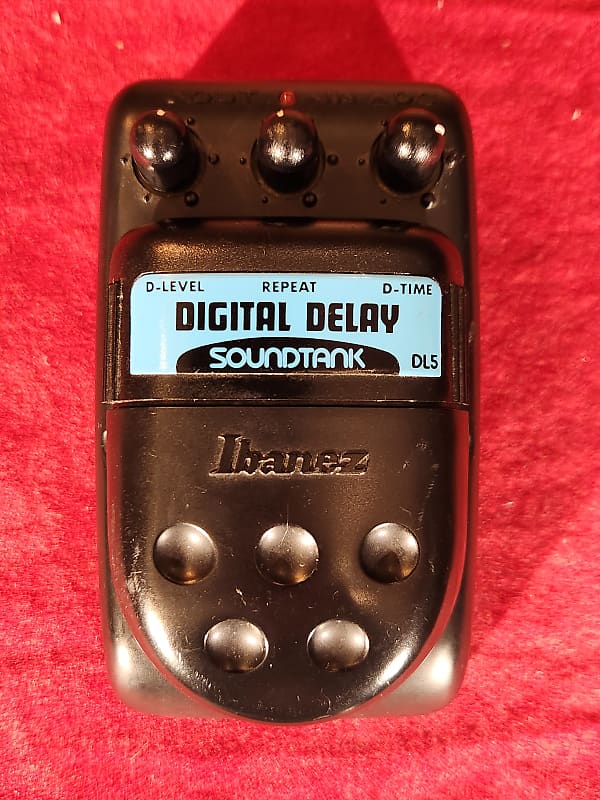 D-LEVEL REPEAT D-TIME
DIGITAL DELAY
SOUNDTANK DL5
Ibanez